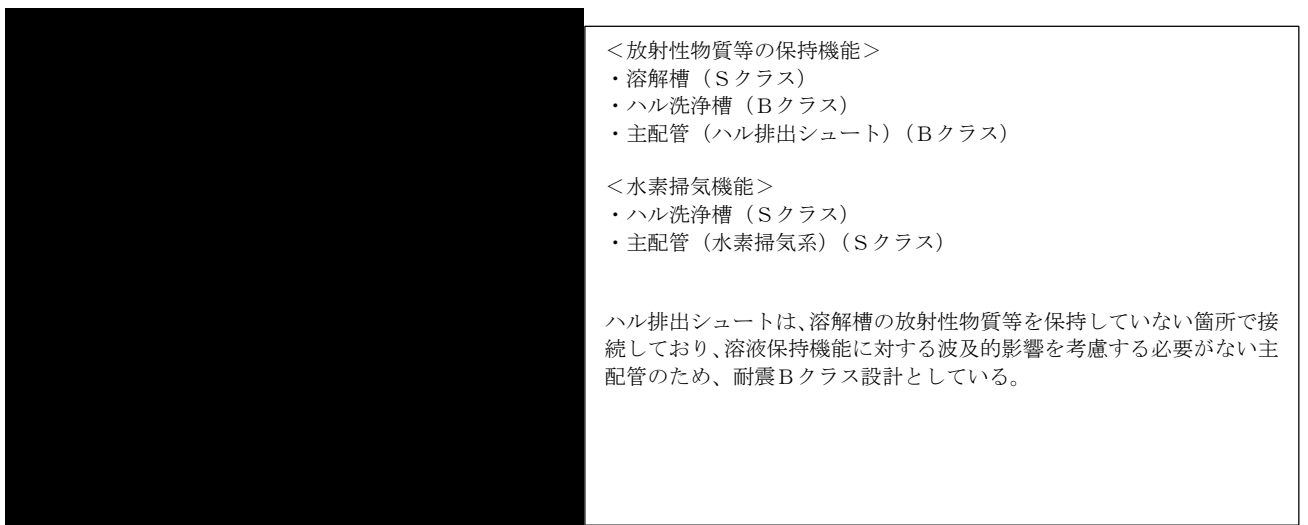 ＜放射性物質等の保持機能＞
・溶解槽（Ｓクラス）
・ハル洗浄槽（Ｂクラス）
・主配管（ハル排出シュート）（Ｂクラス）
＜水素掃気機能＞
・ハル洗浄槽（Ｓクラス）
・主配管（水素掃気系）（Ｓクラス）
ハル排出シュートは、溶解槽の放射性物質等を保持していない箇所で接
続しており、溶液保持機能に対する波及的影響を考慮する必要がない主
配管のため、耐震Ｂクラス設計としている。